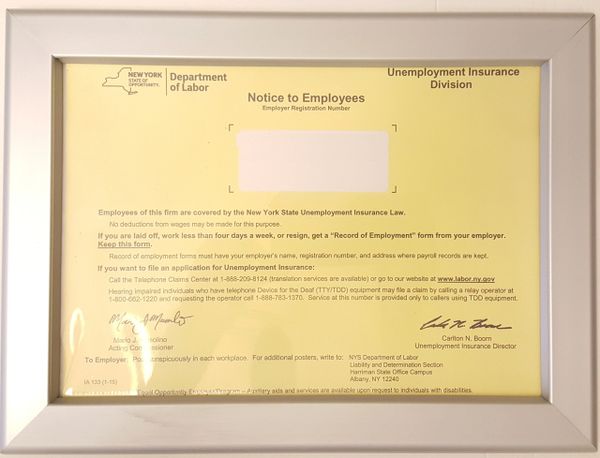 NEW YORK
STATE OF
OPPORTUNITY.
Department
of Labor
Unemployment Insurance
Division
Notice to Employees
Employer Registration Number
Employees of this firm are covered by the New York State Unemployment Insurance Law.
No deductions from wages may be made for this purpose.
If you are laid off, work less than four days a week, or resign, get a "Record of Employment" form from your employer.
Keep this form.
Record of employment forms must have your employer's name, registration number, and address where payroll records are kept.
If you want to file an application for Unemployment Insurance:
Call the Telephone Claims Center at 1-888-209-8124 (translation services are available) or go to our website at www.labor.ny.gov
Hearing impaired individuals who have telephone Device for the Deaf (TTY/TDD) equipment may file a claim by calling a relay operator at
1-800-662-1220 and requesting the operator call 1-888-783-1370. Service at this number is provided only to callers using TDD equipment.
Mario J.
Acting Commissioner
Carlton N. Boorn
Unemployment Insurance Director
To Employer: Post conspicuously in each workplace. For additional posters, write to: NYS Department of Labor
Liability and Determination Section
Harriman State Office Campus
Albany, NY 12240
IA 133 (1-15)
Equal Opportunity Employer/Program – Auxiliary aids and services are available upon request to individuals with disabilities.